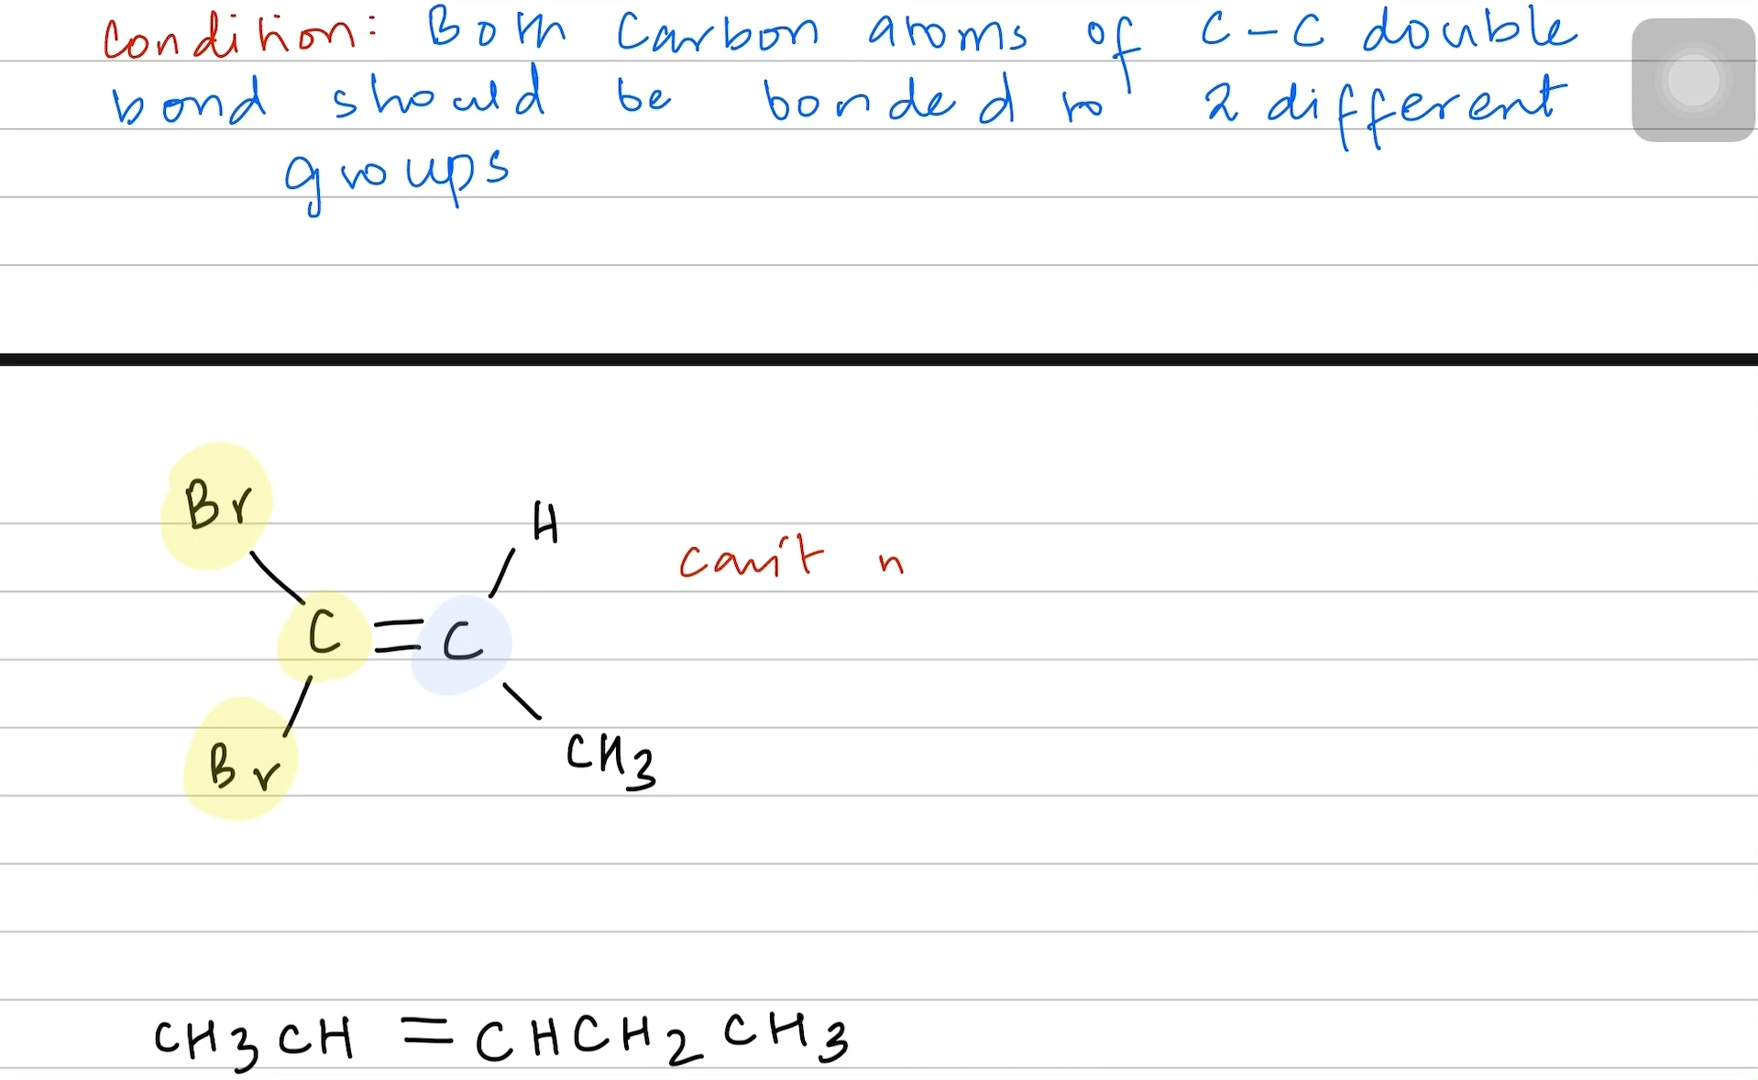 Condition: Both Carbon atoms of C-C double
bond should be bonded to 2 different
groups
Br
H
can't n
C = C
Br
CH3
CH3CH = CHCH2CH3